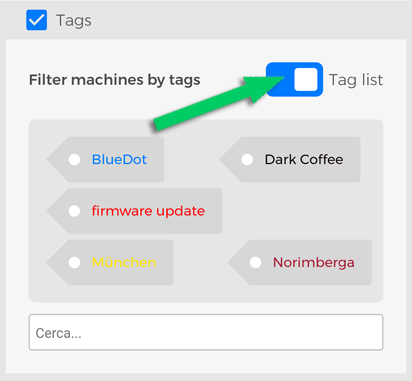 Tags
Filter machines by tags Tag list
BlueDot Dark Coffee
firmware update
München Norimberga
Cerca...